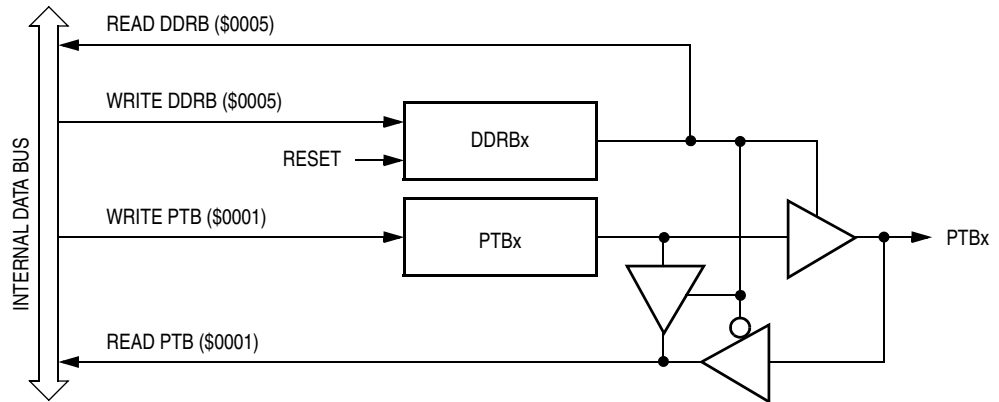 READ DDRB ($0005)
WRITE DDRB ($0005)
DDRBx
RESET
WRITE PTB ($0001)
PTBx
PTBx
READ PTB ($0001)
INTERNAL DATA BUS